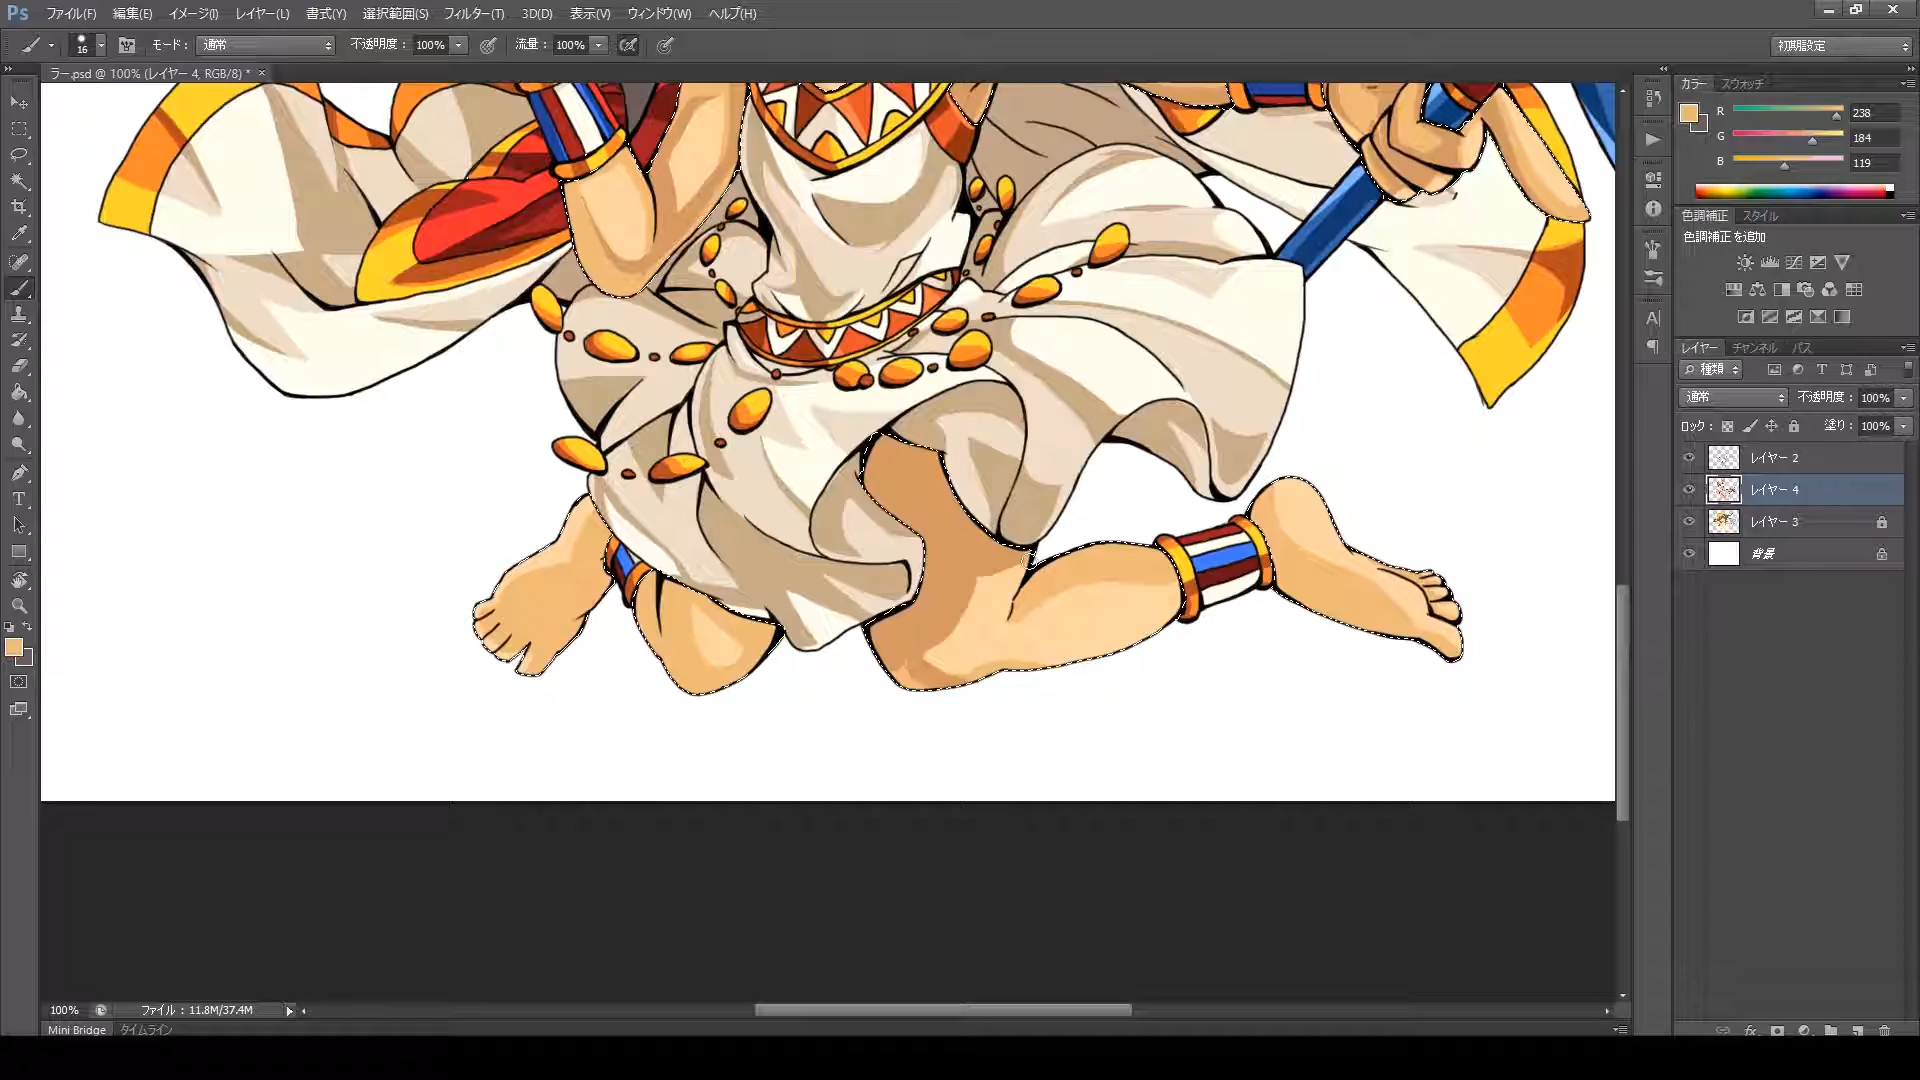 Ps ファイル(F) 編集(E) イメージ(I) レイヤー(L) 書式(Y) 選択範囲(S) フィルター(T) 3D(D) 表示(V) ウィンドウ(W) ヘルプ(H)
16 モード： 通常 不透明度： 100% 流量： 100% 初期設定
ラー.psd @ 100% (レイヤー 4, RGB/8) * ×
カラー スウォッチ
R 238
G 184
B 119
色調補正 スタイル
色調補正を追加
レイヤー チャンネル パス
種類
通常 不透明度： 100%
ロック： 塗り： 100%
レイヤー 2
レイヤー 4
レイヤー 3
背景
100% ファイル：11.8M/37.4M
Mini Bridge タイムライン